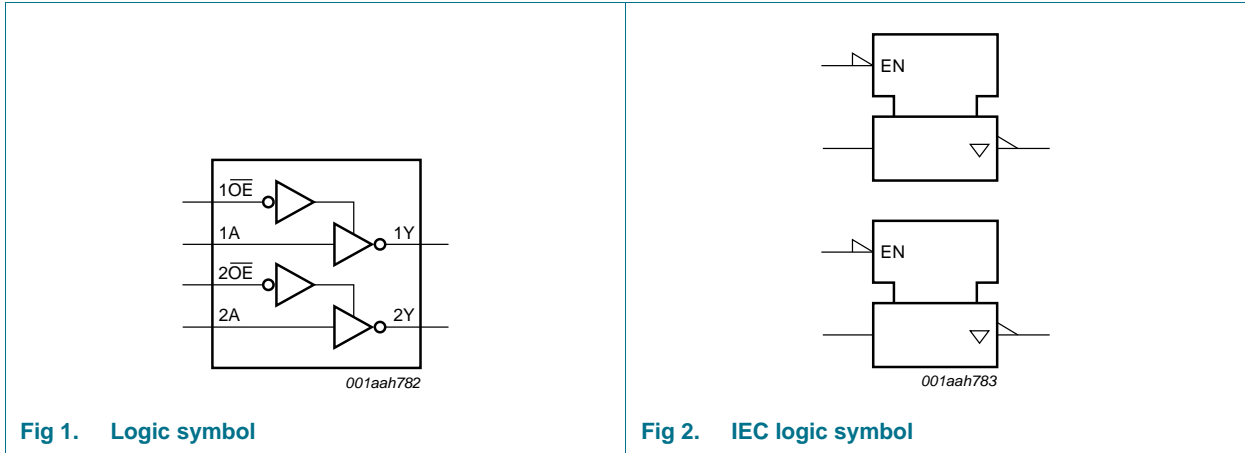 1OE
1A
1Y
2OE
2A
2Y
001aah782
Fig 1. Logic symbol
EN
EN
001aah783
Fig 2. IEC logic symbol